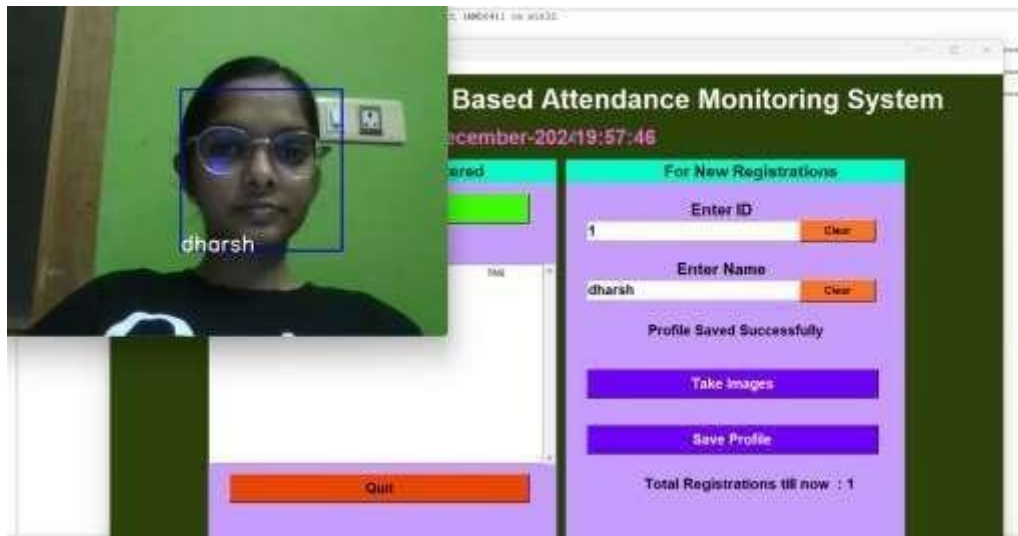 Based Attendance Monitoring System
ecember-202
19:57:46
ered
For New Registrations
Enter ID
1
Clear
Enter Name
dharsh
Clear
dharsh
Profile Saved Successfully
Take Images
Save Profile
Quit
Total Registrations till now : 1